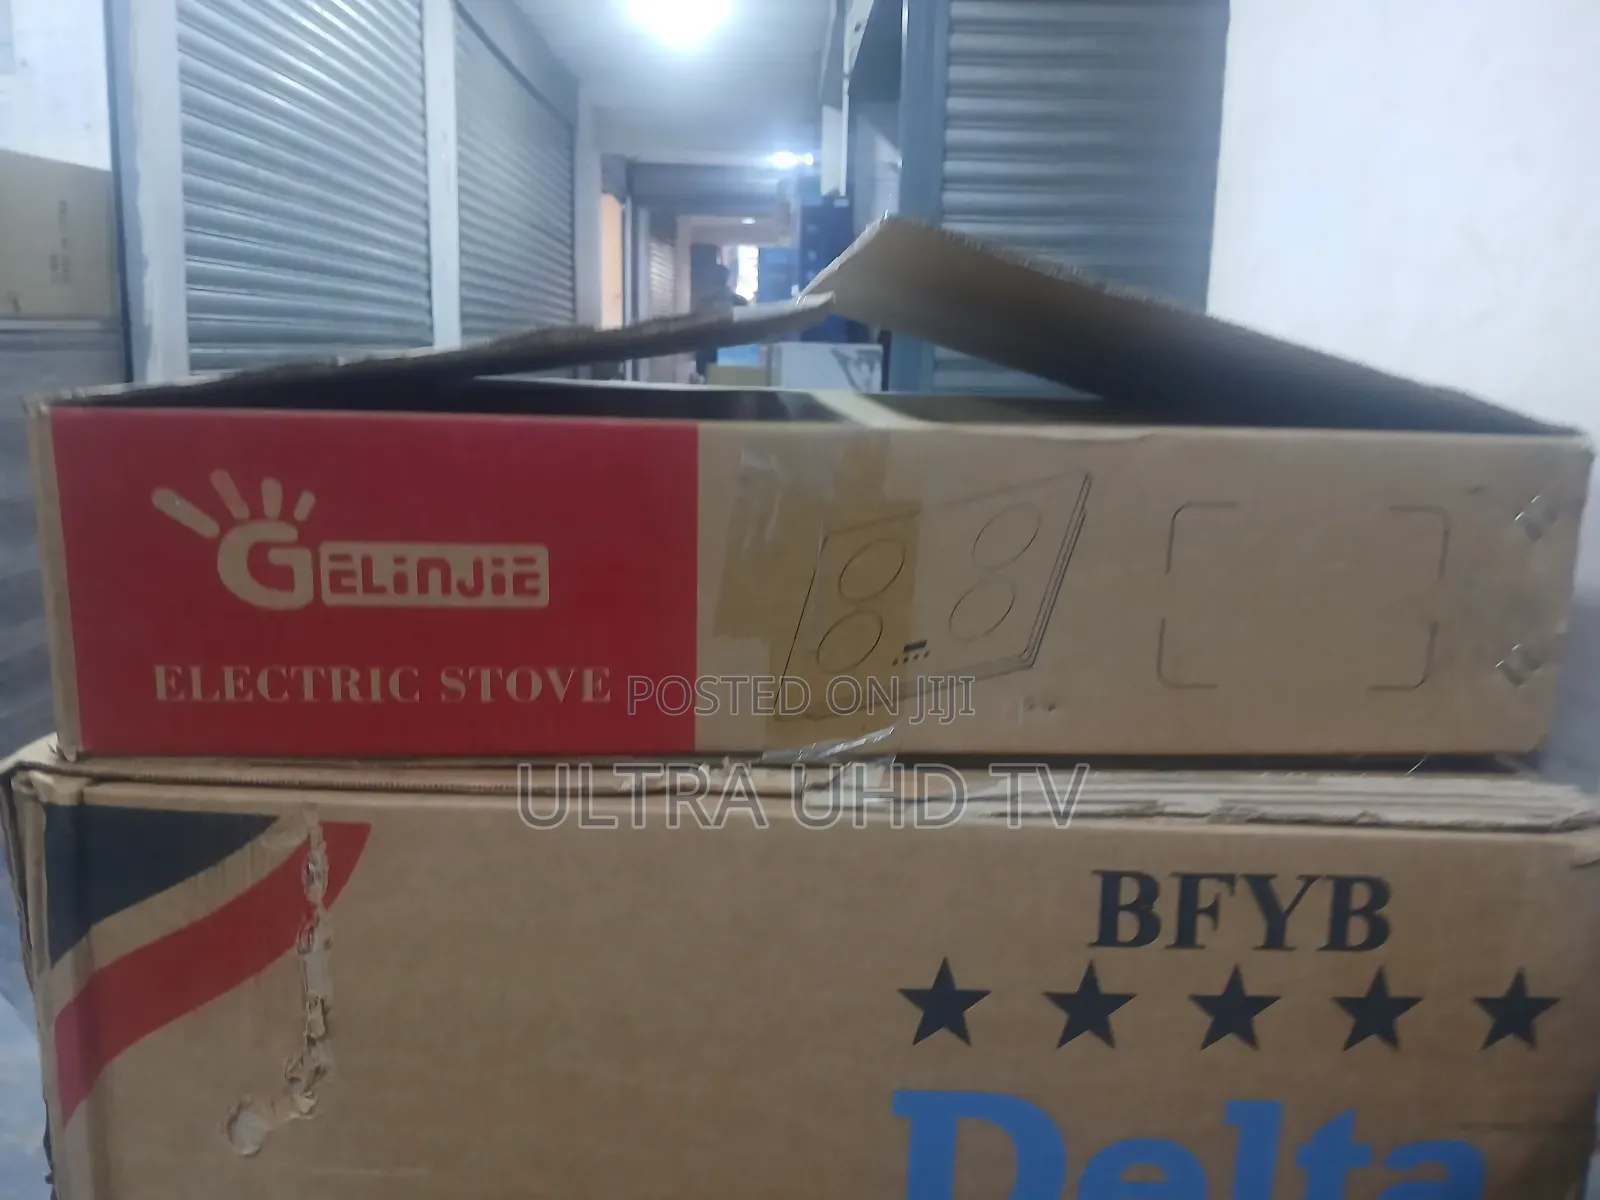 GELINJIE
ELECTRIC STOVE
POSTED ON JIJI
ULTRA UHD TV
BFYB
Delta